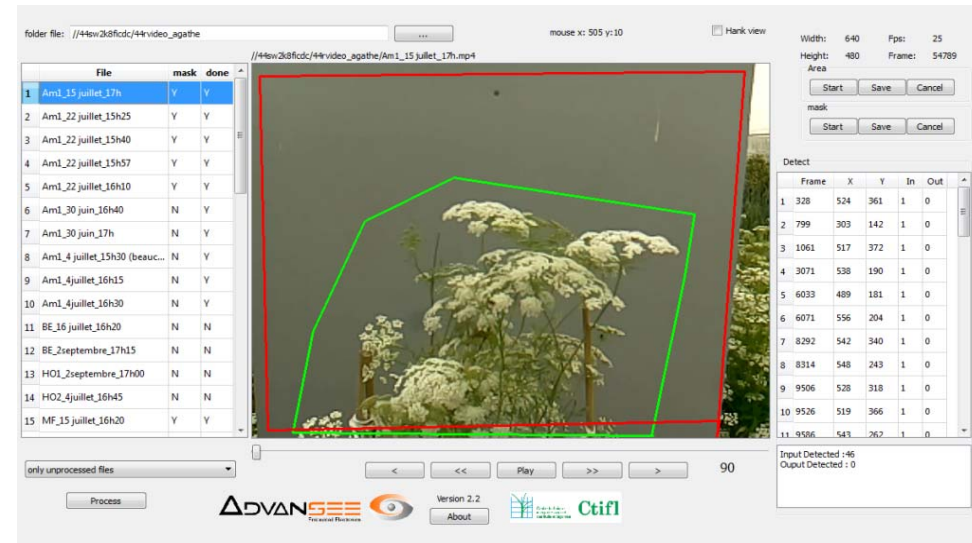 folder file: //44sw2k8ficdc/44rvideo_agathe ... mouse x: 505 y:10 Hank view
Width: 640 Fps: 25
Height: 480 Frame: 54789
//44sw2k8ficdc/44rvideo_agathe/Am1_15 juillet_17h.mp4
File mask done
1 Am1_15 juillet_17h Y Y
2 Am1_22 juillet_15h25 Y Y
3 Am1_22 juillet_15h40 Y Y
4 Am1_22 juillet_15h57 Y Y
5 Am1_22 juillet_16h10 Y Y
6 Am1_30 juin_16h40 N Y
7 Am1_30 juin_17h N Y
8 Am1_4 juillet_15h30 (beauc... N Y
9 Am1_4juillet_16h15 N Y
10 Am1_4juillet_16h30 N Y
11 BE_16 juillet_16h20 N N
12 BE_2septembre_17h15 N N
13 HO1_2septembre_17h00 N N
14 HO2_4juillet_16h45 N N
15 MF_15 juillet_16h20 Y Y
Area
Start Save Cancel
mask
Start Save Cancel
Detect
Frame X Y In Out
1 328 524 361 1 0
2 799 303 142 1 0
3 1061 517 372 1 0
4 3071 538 190 1 0
5 6033 489 181 1 0
6 6071 556 204 1 0
7 8292 542 340 1 0
8 8314 548 243 1 0
9 9506 528 318 1 0
10 9526 519 366 1 0
11 9586 543 262 1 0
Input Detected :46
Ouput Detected : 0
only unprocessed files
< << Play >> > 90
Process
ADVANSEE
Version 2.2
About
Ctifl